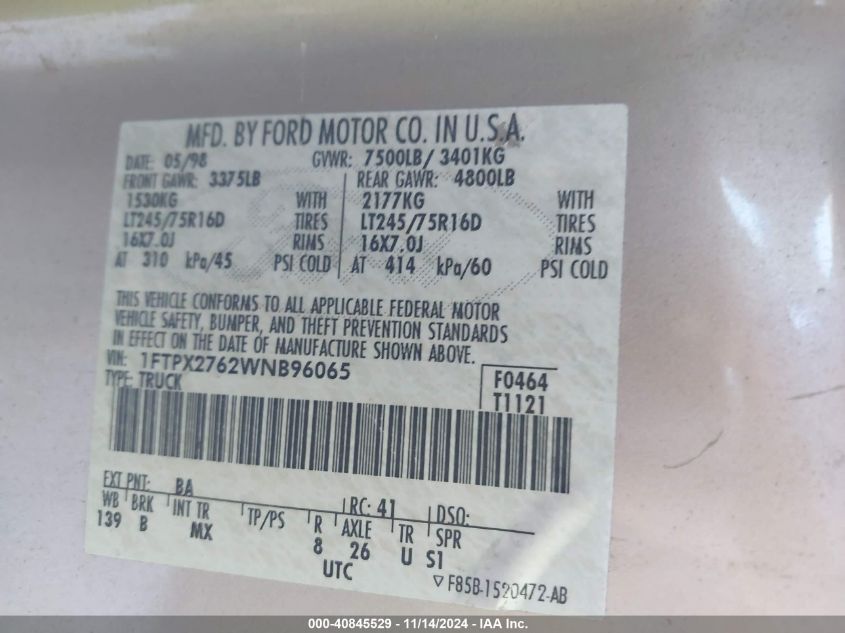 MFD. BY FORD MOTOR CO. IN U.S.A.
DATE: 05/98 GVWR: 7500LB/ 3401KG
FRONT GAWR: 3375LB REAR GAWR: 4800LB
1530KG WITH 2177KG WITH
LT245/75R16D TIRES LT245/75R16D TIRES
16X7.0J RIMS 16X7.0J RIMS
AT 310 kPa/45 PSI COLD AT 414 kPa/60 PSI COLD
THIS VEHICLE CONFORMS TO ALL APPLICABLE FEDERAL MOTOR
VEHICLE SAFETY, BUMPER, AND THEFT PREVENTION STANDARDS
IN EFFECT ON THE DATE OF MANUFACTURE SHOWN ABOVE.
VIN: 1FTPX2762WNB96065 F0464
TYPE: TRUCK T1121
EXT PNT: BA RC: 41 DSO:
WB BRK INT TR TP/PS R AXLE TR SPR
139 B MX 8 26 U S1
UTC
F85B-1520472-AB
000-40845529 - 11/14/2024 - IAA Inc.